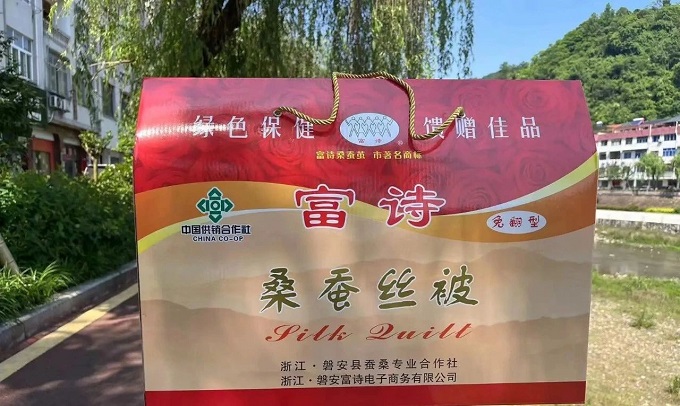 绿色保健 馈赠佳品
富诗
富诗桑蚕茧 市著名商标
中国供销合作社
CHINA CO-OP
富诗
免翻型
桑蚕丝被
Silk Quilt
浙江·磐安县蚕桑专业合作社
浙江·磐安富诗电子商务有限公司